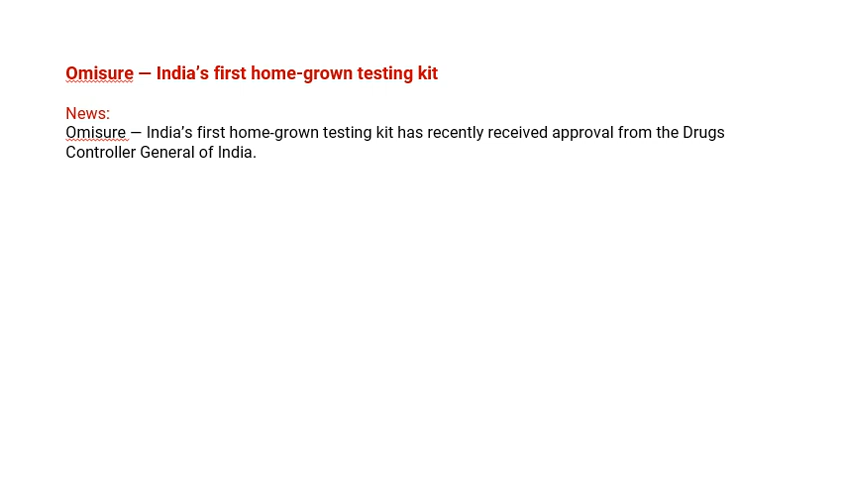 Omisure — India’s first home-grown testing kit
News:
Omisure — India’s first home-grown testing kit has recently received approval from the Drugs
Controller General of India.